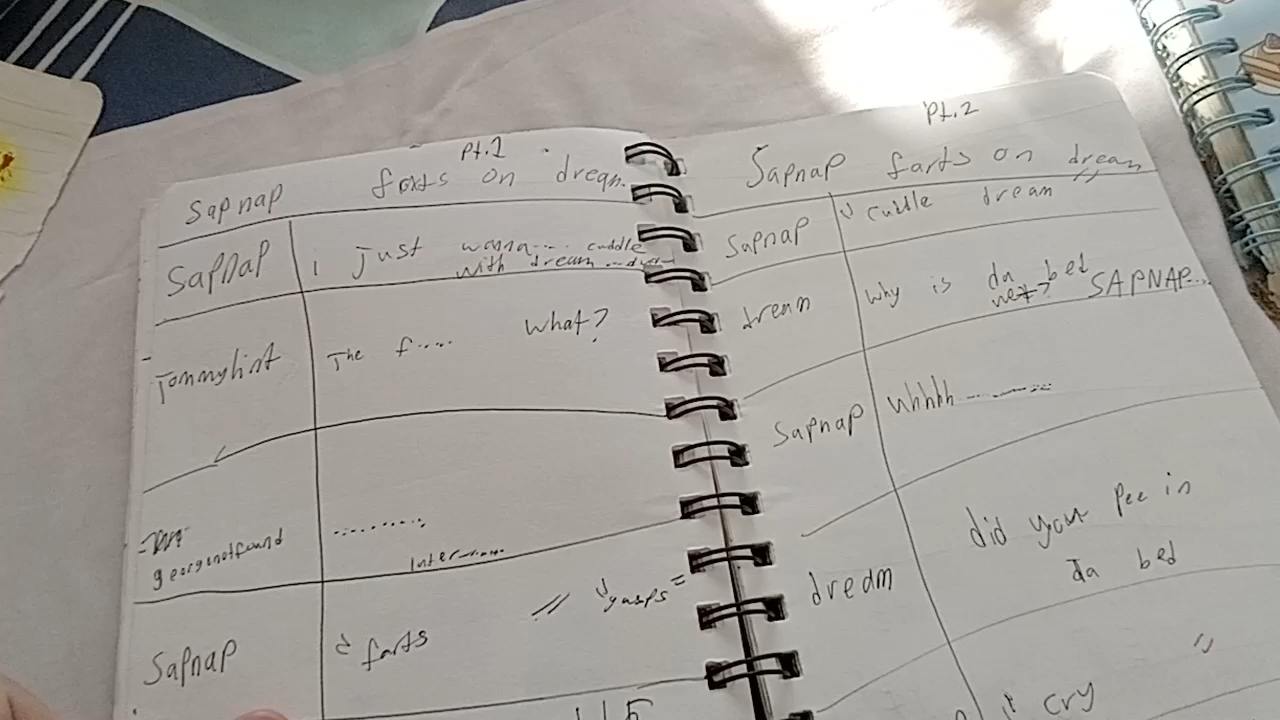 Pt.1
Sapnap farts on dream.
Sapnap i just wanna.... cuddle
with dream
Tommyhint The f..... what?
georgenotfound ..........
Inter......
Sapnap farts "gasps"
Pt.2
Sapnap farts on dream
Sapnap cuddle dream
dream Why is da bed
wet? SAPNAP...
Sapnap Uhhhh
dream did you pee in
da bed
cry